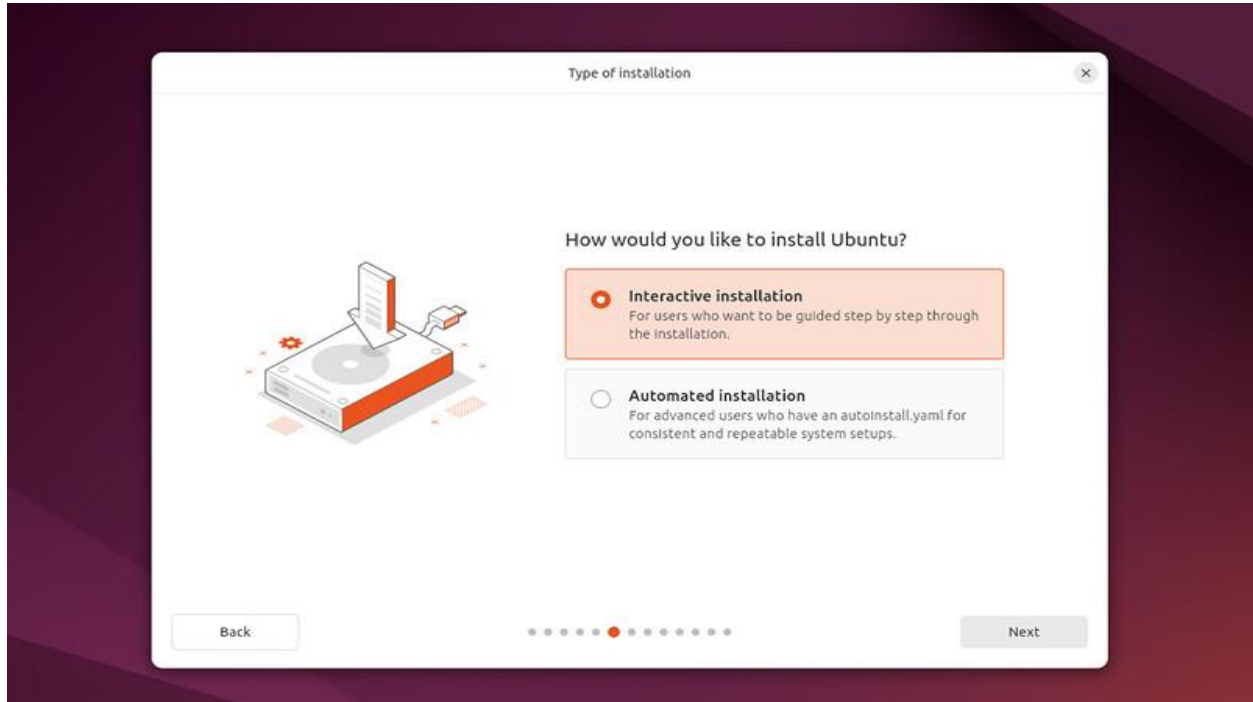 Type of installation
How would you like to install Ubuntu?
Interactive installation
For users who want to be guided step by step through
the installation.
Automated installation
For advanced users who have an autoinstall.yaml for
consistent and repeatable system setups.
Back
Next